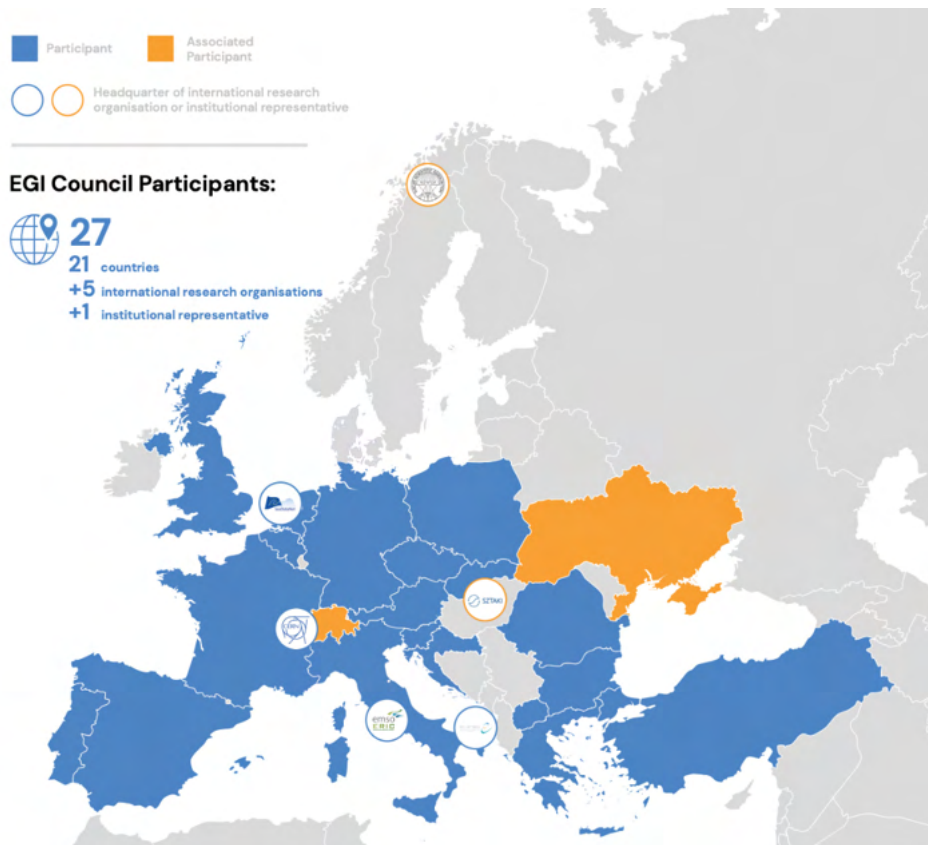 Participant
Associated
Participant
Headquarter of international research
organisation or institutional representative
EGI Council Participants:
27
21 countries
+5 international research organisations
+1 institutional representative
CERN
SZTAKI
emso
ERIC